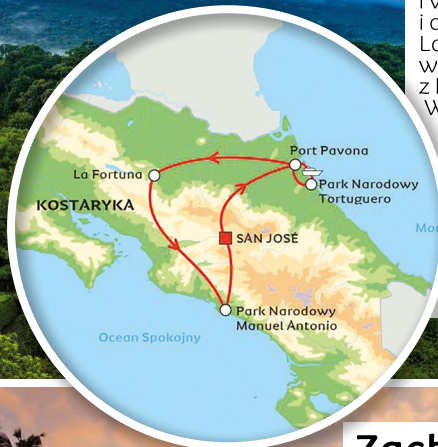 Port Pavona
La Fortuna
Park Narodowy
Tortuguero
KOSTARYKA
SAN JOSÉ
Park Narodowy
Manuel Antonio
Ocean Spokojny